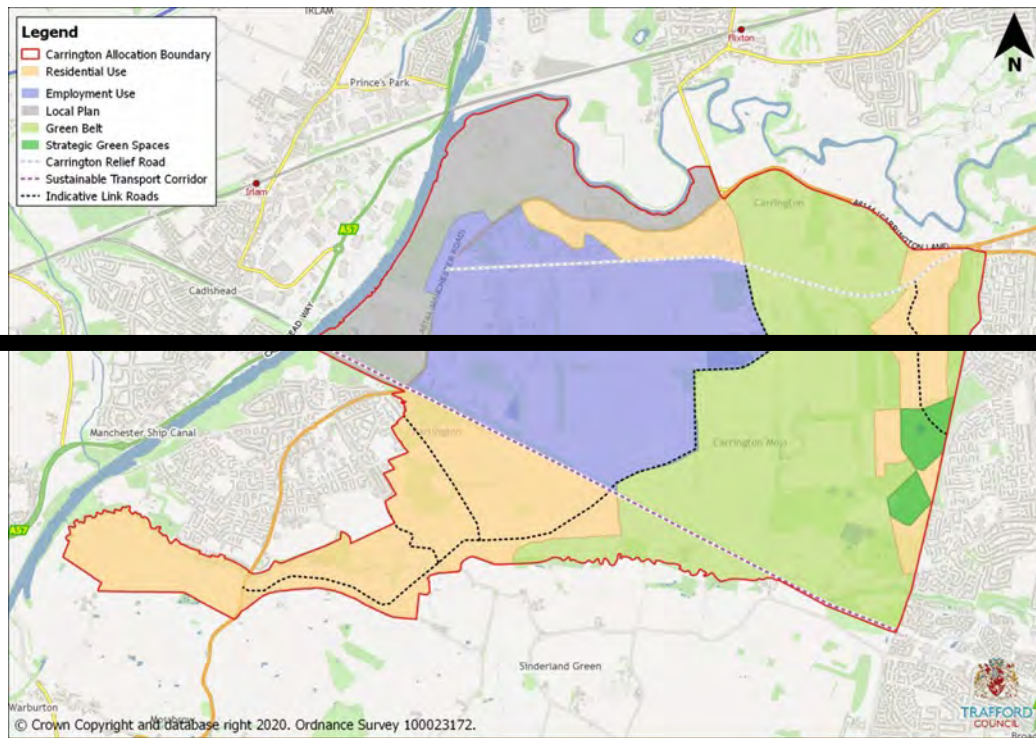 Legend
Carrington Allocation Boundary
Residential Use
Employment Use
Local Plan
Green Belt
Strategic Green Spaces
Carrington Relief Road
Sustainable Transport Corridor
Indicative Link Roads
IRLAM
Flixton
N
Prince's Park
Irlam
A57
Carrington
Cadishead
Manchester Ship Canal
Carrington
Carrington Moss
A57
Sinderland Green
Warburton
© Crown Copyright and database right 2020. Ordnance Survey 100023172.
TRAFFORD
COUNCIL